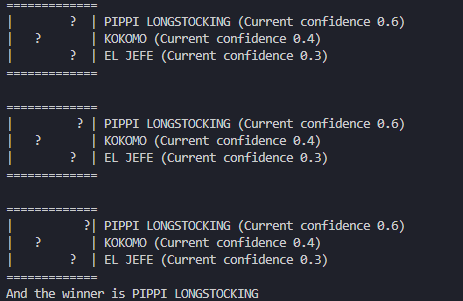 =============
|        ?  | PIPPI LONGSTOCKING (Current confidence 0.6)
|   ?       | KOKOMO (Current confidence 0.4)
|        ?  | EL JEFE (Current confidence 0.3)
=============

=============
|         ? | PIPPI LONGSTOCKING (Current confidence 0.6)
|   ?       | KOKOMO (Current confidence 0.4)
|        ?  | EL JEFE (Current confidence 0.3)
=============

=============
|          ?| PIPPI LONGSTOCKING (Current confidence 0.6)
|   ?       | KOKOMO (Current confidence 0.4)
|        ?  | EL JEFE (Current confidence 0.3)
=============
And the winner is PIPPI LONGSTOCKING